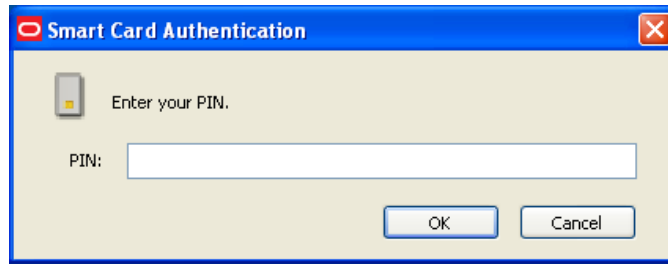 Smart Card Authentication
Enter your PIN.
PIN:
OK Cancel